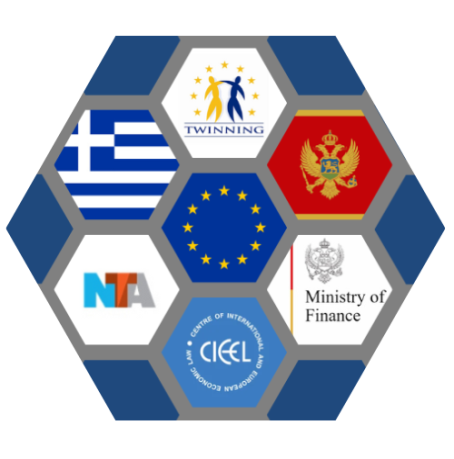 TWINNING
NTA
Ministry of
Finance
CIEEL
CENTRE OF INTERNATIONAL AND EUROPEAN ECONOMIC LAW •